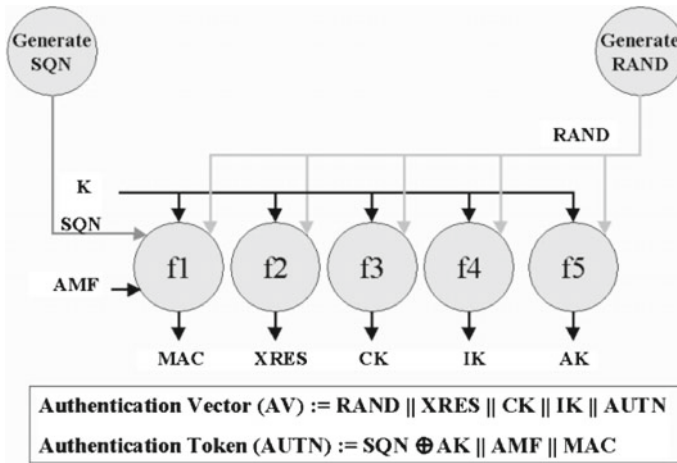 Generate
SQN
Generate
RAND
RAND
K
SQN
f1 f2 f3 f4 f5
AMF
MAC XRES CK IK AK
Authentication Vector (AV) := RAND || XRES || CK || IK || AUTN
Authentication Token (AUTN) := SQN ⊕ AK || AMF || MAC